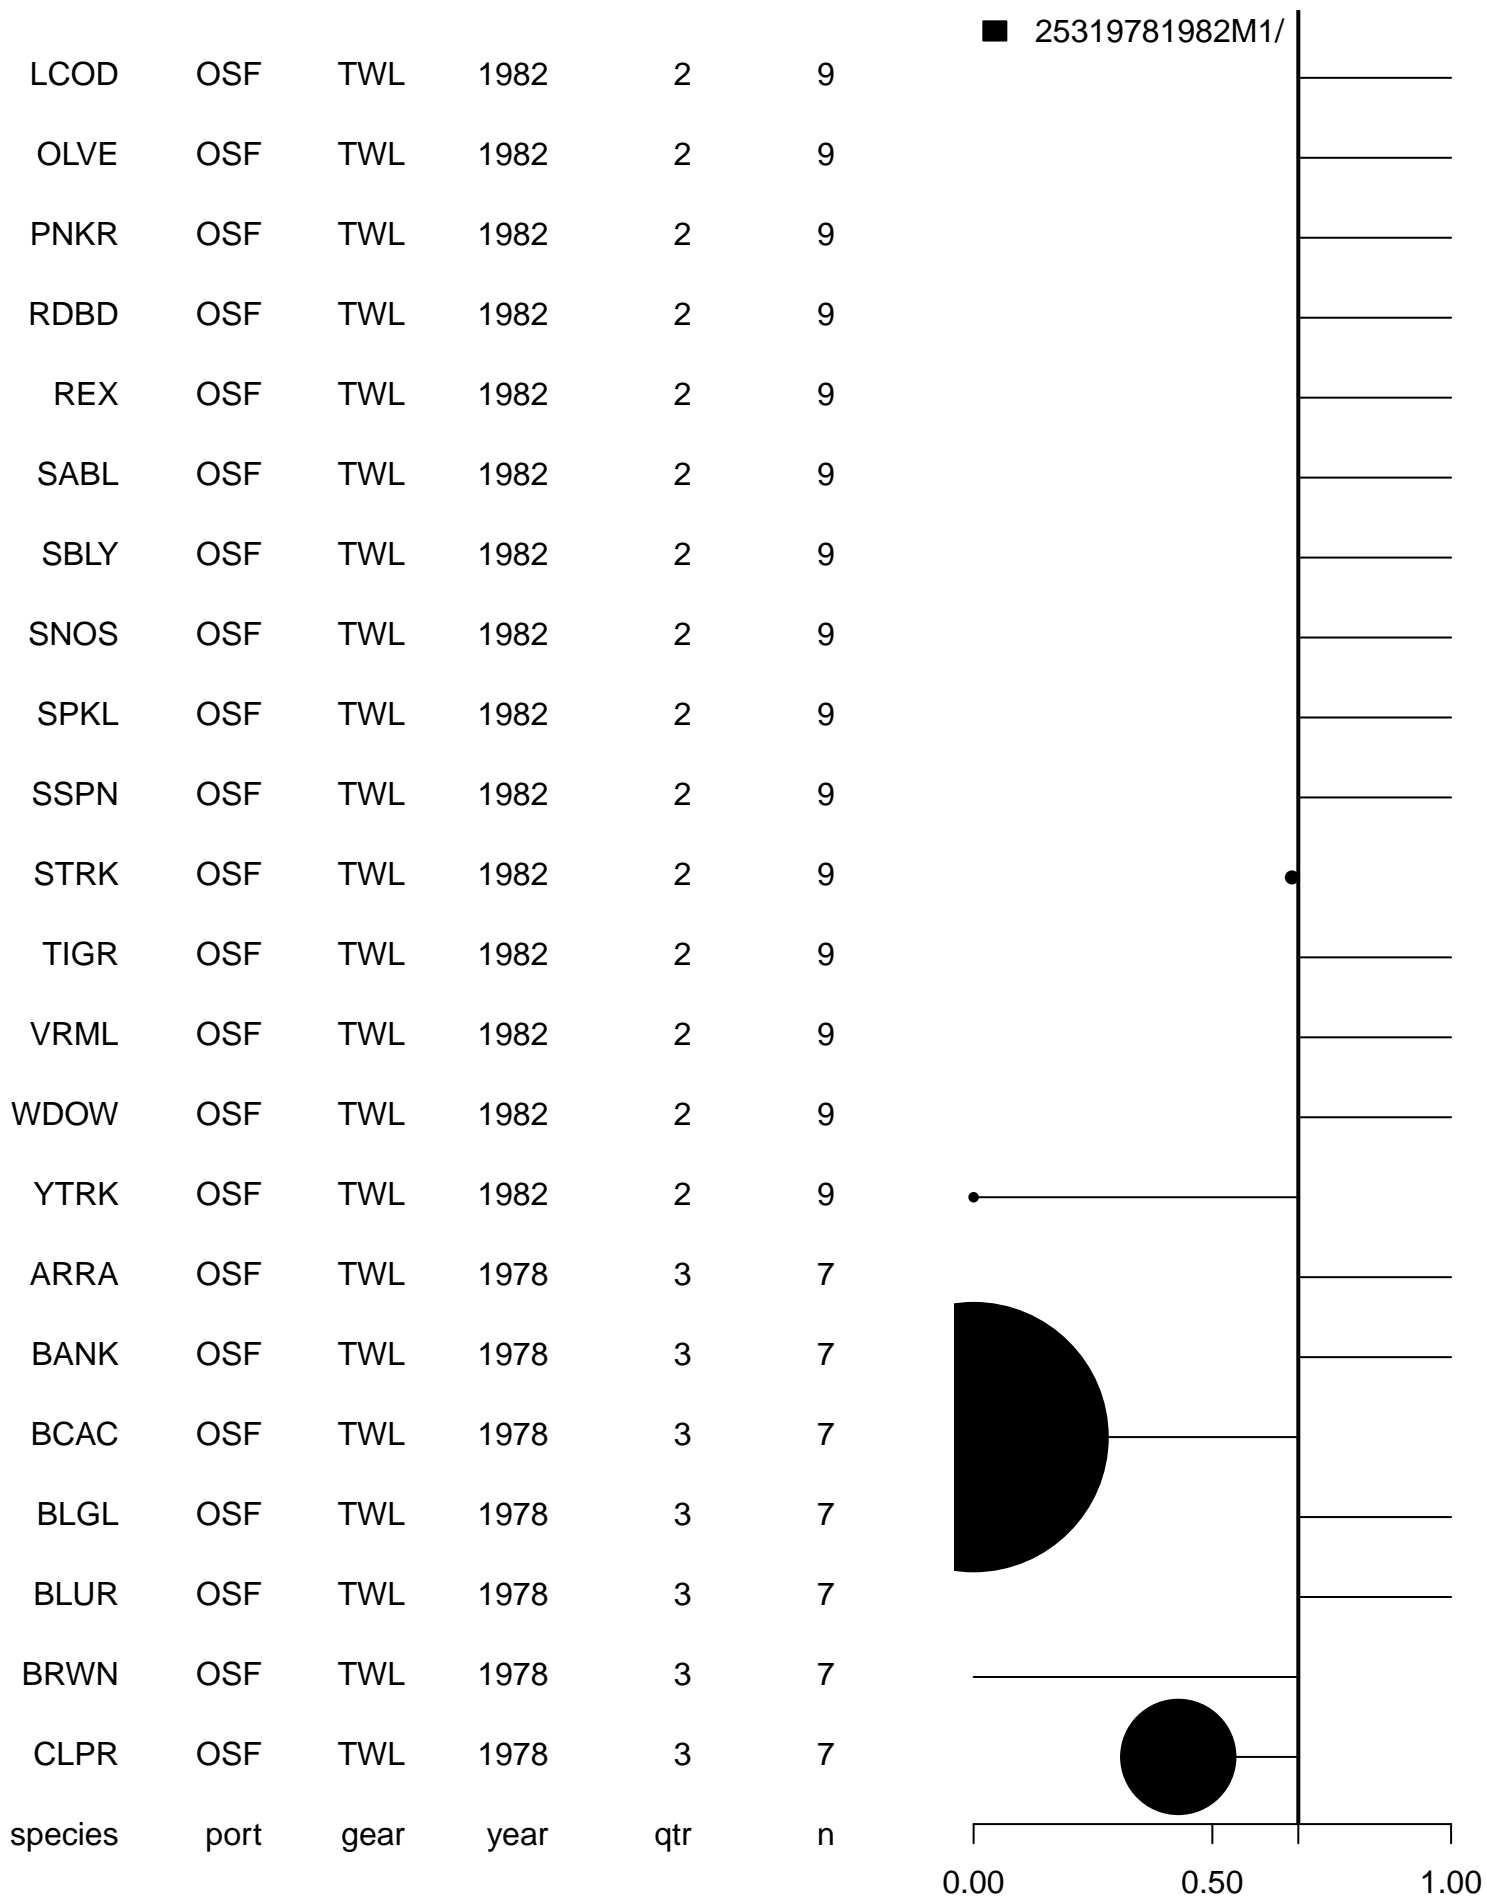 25319781982M1/
LCOD OSF TWL 1982 2 9
OLVE OSF TWL 1982 2 9
PNKR OSF TWL 1982 2 9
RDBD OSF TWL 1982 2 9
REX OSF TWL 1982 2 9
SABL OSF TWL 1982 2 9
SBLY OSF TWL 1982 2 9
SNOS OSF TWL 1982 2 9
SPKL OSF TWL 1982 2 9
SSPN OSF TWL 1982 2 9
STRK OSF TWL 1982 2 9
TIGR OSF TWL 1982 2 9
VRML OSF TWL 1982 2 9
WDOW OSF TWL 1982 2 9
YTRK OSF TWL 1982 2 9
ARRA OSF TWL 1978 3 7
BANK OSF TWL 1978 3 7
BCAC OSF TWL 1978 3 7
BLGL OSF TWL 1978 3 7
BLUR OSF TWL 1978 3 7
BRWN OSF TWL 1978 3 7
CLPR OSF TWL 1978 3 7
species port gear year qtr n
0.00 0.50 1.00